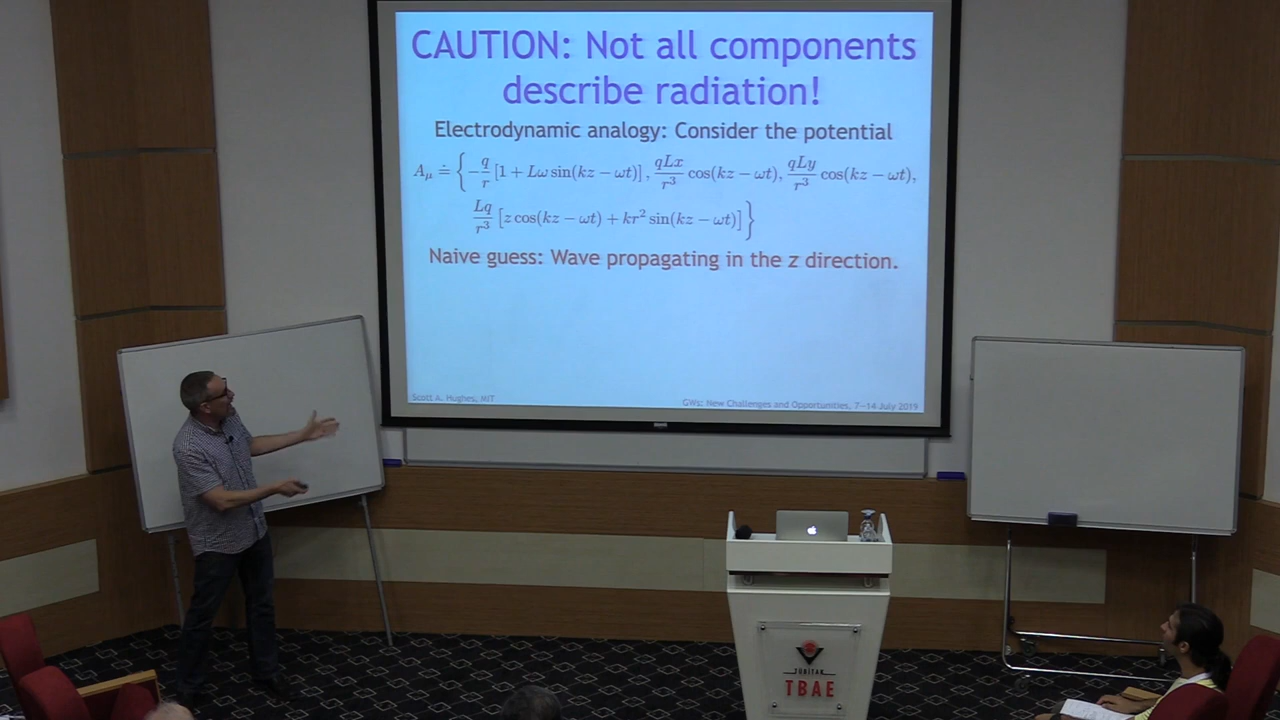 CAUTION: Not all components
describe radiation!
Electrodynamic analogy: Consider the potential
A_μ ≐ { −q/r [1 + Lω sin(kz − ωt)], qLx/r³ cos(kz − ωt), qLy/r³ cos(kz − ωt),
Lq/r³ [z cos(kz − ωt) + kr² sin(kz − ωt)] }
Naive guess: Wave propagating in the z direction.
Scott A. Hughes, MIT
GWs: New Challenges and Opportunities, 7–14 July 2019
TÜBİTAK
TBAE